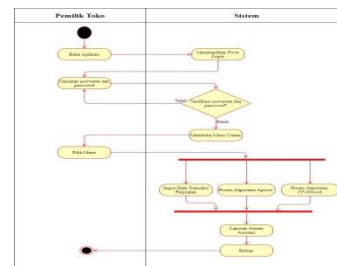 Pemilik Toko
Sistem
Buka Aplikasi
Menampilkan Form
Login
Masukan username dan
password
Verifikasi username dan
password?
Salah
Benar
Membuka Menu Utama
Pilih Menu
Import Data Transaksi
Penjualan
Proses Algoritma Apriori
Proses Algoritma
FP-Growth
Laporan Aturan
Asosiasi
Keluar